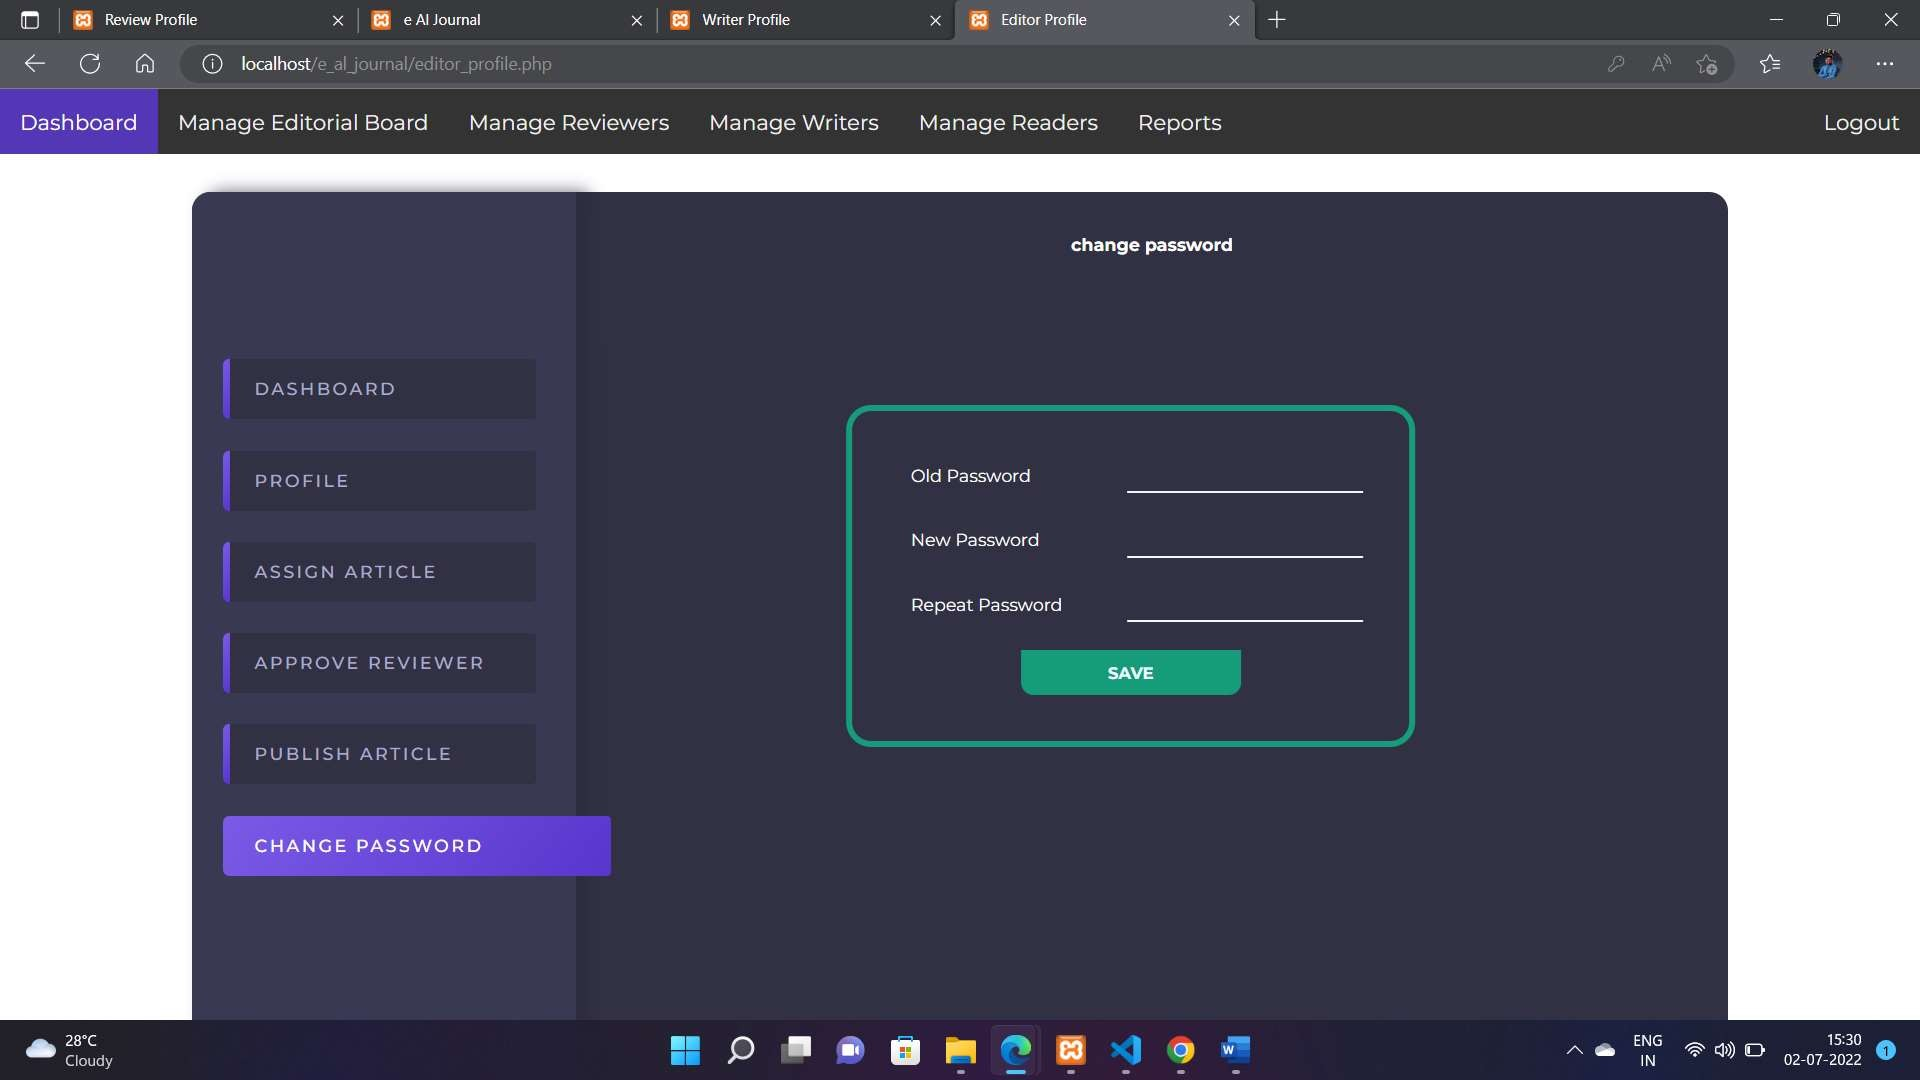 Review Profile
e Al Journal
Writer Profile
Editor Profile
localhost/e_al_journal/editor_profile.php
Dashboard Manage Editorial Board Manage Reviewers Manage Writers Manage Readers Reports Logout
change password
DASHBOARD
PROFILE
ASSIGN ARTICLE
APPROVE REVIEWER
PUBLISH ARTICLE
CHANGE PASSWORD
Old Password
New Password
Repeat Password
SAVE
28°C
Cloudy
ENG
IN
15:30
02-07-2022
1